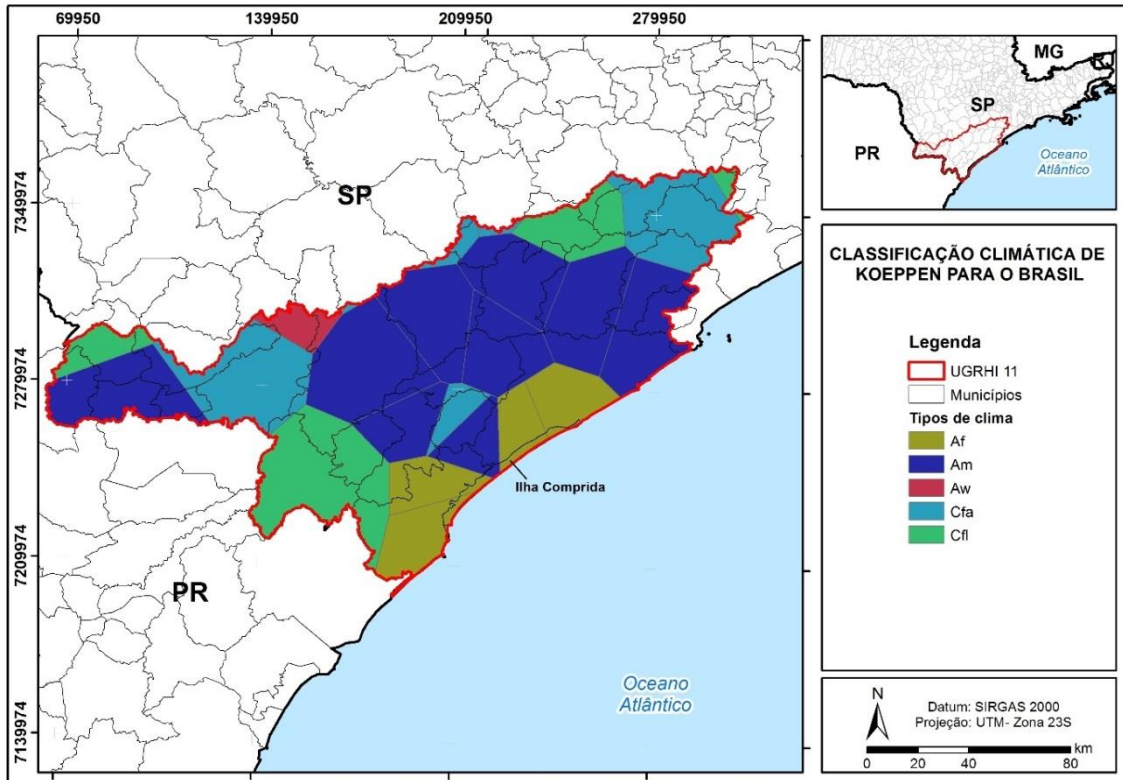 69950 139950 209950 279950
7349974
7279974
7209974
7139974
SP
PR
Ilha Comprida
Oceano
Atlântico
MG
RJ
SP
PR
Oceano
Atlântico
CLASSIFICAÇÃO CLIMÁTICA DE
KOEPPEN PARA O BRASIL
Legenda
UGRHI 11
Municípios
Tipos de clima
Af
Am
Aw
Cfa
Cfl
N
Datum: SIRGAS 2000
Projeção: UTM- Zona 23S
km
0 20 40 80